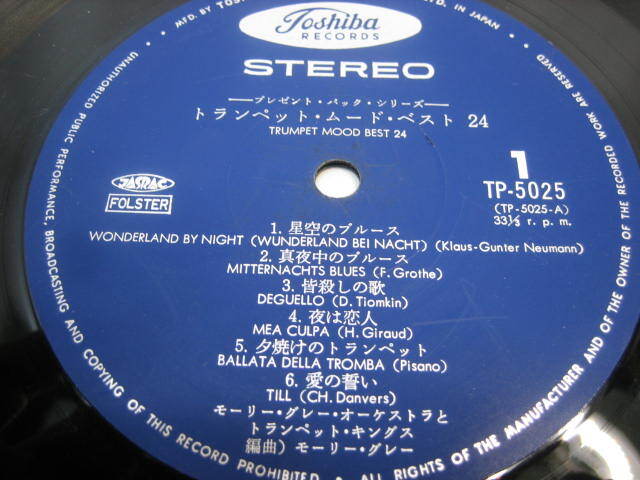 Toshiba
RECORDS
STEREO
プレゼント・パック・シリーズ
トランペット・ムード・ベスト 24
TRUMPET MOOD BEST 24
1
TP-5025
(TP-5025-A)
33⅓ r. p. m.
JASRAC
FOLSTER
1. 星空のブルース
WONDERLAND BY NIGHT (WUNDERLAND BEI NACHT) (Klaus-Gunter Neumann)
2. 真夜中のブルース
MITTERNACHTS BLUES (F. Grothe)
3. 皆殺しの歌
DEGUELLO (D. Tiomkin)
4. 夜は恋人
MEA CULPA (H. Giraud)
5. 夕焼けのトランペット
BALLATA DELLA TROMBA (Pisano)
6. 愛の誓い
TILL (CH. Danvers)
モーリー・グレー・オーケストラと
トランペット・キングス
編曲) モーリー・グレー
MFD. BY TOSHIBA IN JAPAN
ALL RIGHTS OF THE MANUFACTURER AND OF THE OWNER OF THE RECORDED WORK ARE RESERVED
UNAUTHORIZED PUBLIC PERFORMANCE, BROADCASTING AND COPYING OF THIS RECORD PROHIBITED